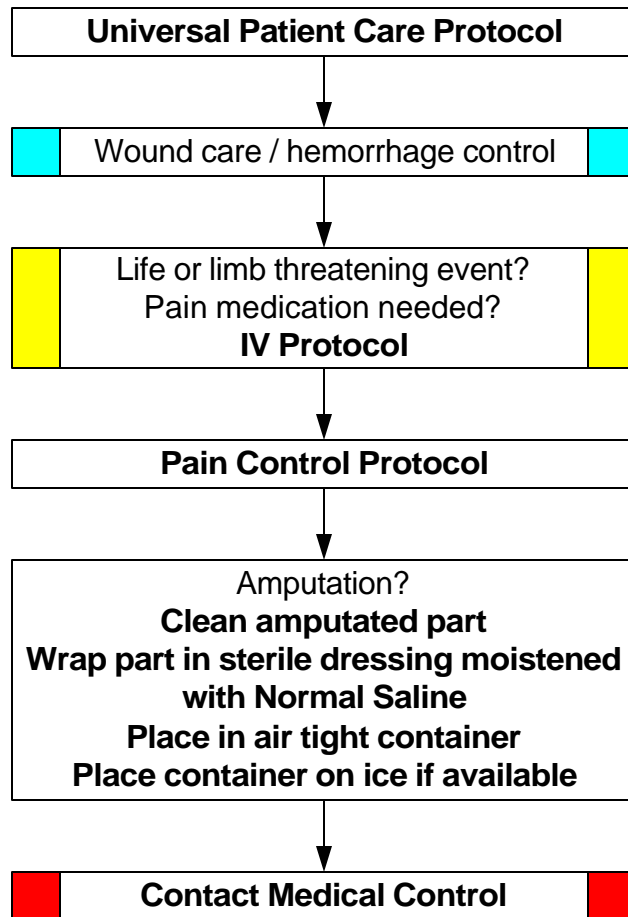 Universal Patient Care Protocol
Wound care / hemorrhage control
Life or limb threatening event?
Pain medication needed?
IV Protocol
Pain Control Protocol
Amputation?
Clean amputated part
Wrap part in sterile dressing moistened
with Normal Saline
Place in air tight container
Place container on ice if available
Contact Medical Control